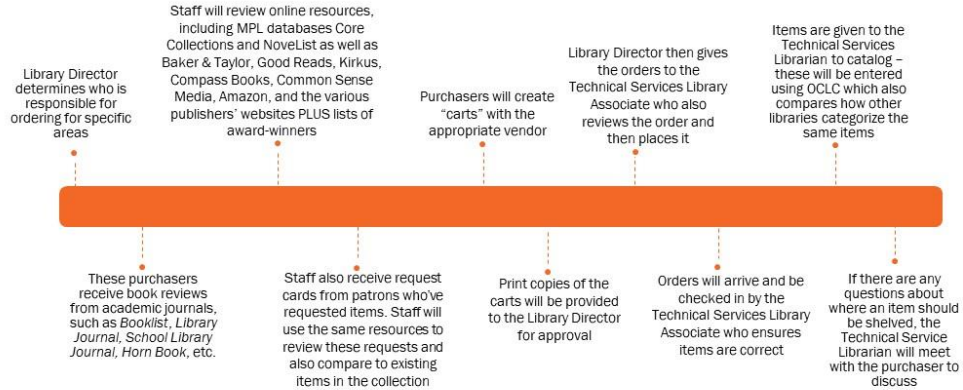 Library Director
determines who is
responsible for
ordering for specific
areas
These purchasers
receive book reviews
from academic journals,
such as Booklist, Library
Journal, School Library
Journal, Horn Book, etc.
Staff will review online resources,
including MPL databases Core
Collections and NoveList as well as
Baker & Taylor, Good Reads, Kirkus,
Compass Books, Common Sense
Media, Amazon, and the various
publishers' websites PLUS lists of
award-winners
Staff also receive request
cards from patrons who've
requested items. Staff will
use the same resources to
review these requests and
also compare to existing
items in the collection
Purchasers will create
"carts" with the
appropriate vendor
Print copies of the
carts will be provided
to the Library Director
for approval
Library Director then gives
the orders to the
Technical Services Library
Associate who also
reviews the order and
then places it
Orders will arrive and be
checked in by the
Technical Services Library
Associate who ensures
items are correct
Items are given to the
Technical Services
Librarian to catalog –
these will be entered
using OCLC which also
compares how other
libraries categorize the
same items
If there are any
questions about
where an item should
be shelved, the
Technical Service
Librarian will meet
with the purchaser to
discuss